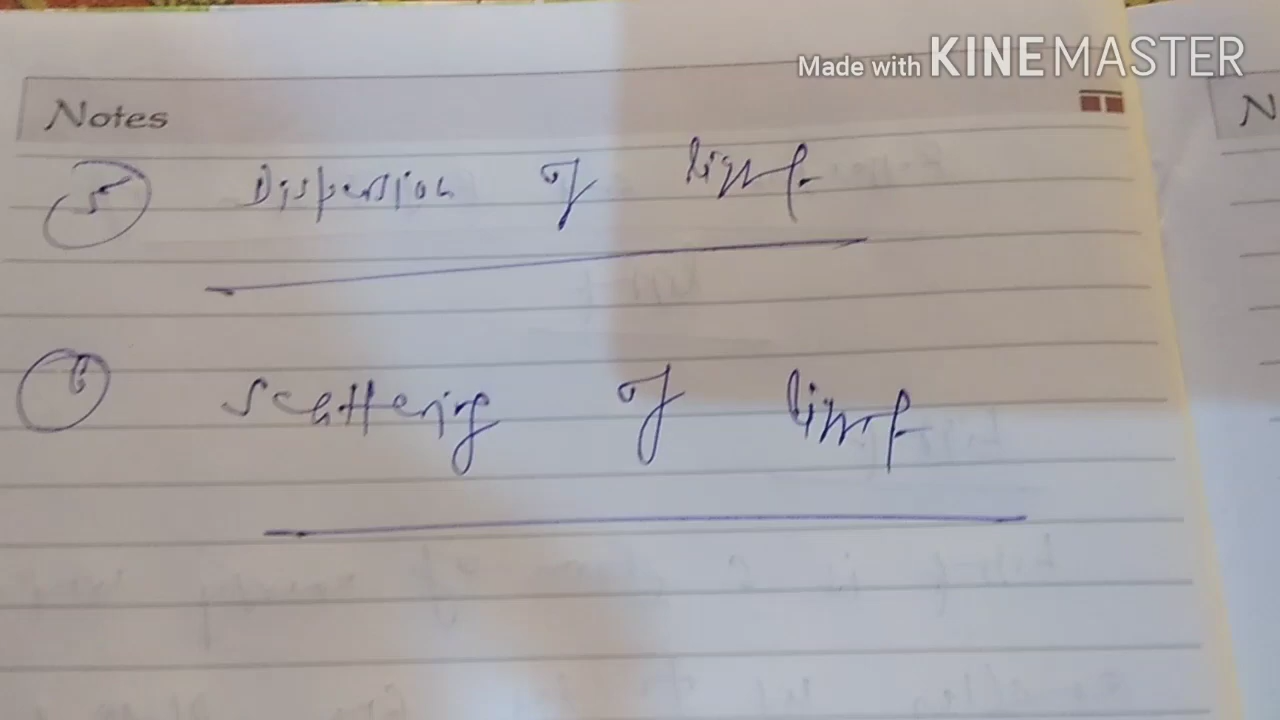 Made with KINEMASTER
Notes
N
5 Dispersion of light
6 Scattering of light